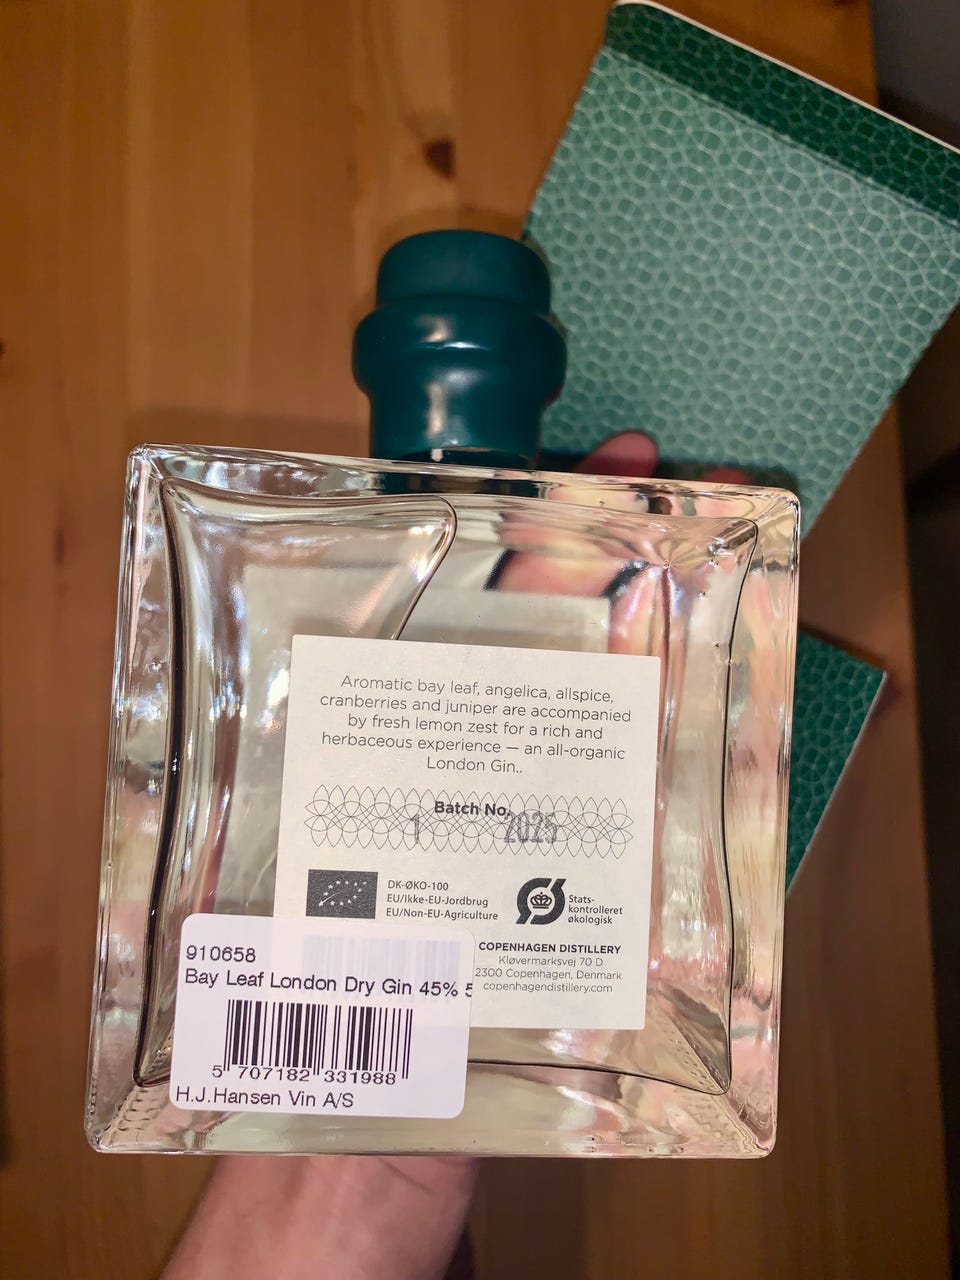 Aromatic bay leaf, angelica, allspice,
cranberries and juniper are accompanied
by fresh lemon zest for a rich and
herbaceous experience — an all-organic
London Gin..
Batch No.
1 2025
DK-ØKO-100
EU/Ikke-EU-Jordbrug
EU/Non-EU-Agriculture
Ø
Stats-
kontrolleret
økologisk
COPENHAGEN DISTILLERY
Kløvermarksvej 70 D
2300 Copenhagen, Denmark
copenhagendistillery.com
910658
Bay Leaf London Dry Gin 45% 5
5 707182 331988
H.J.Hansen Vin A/S